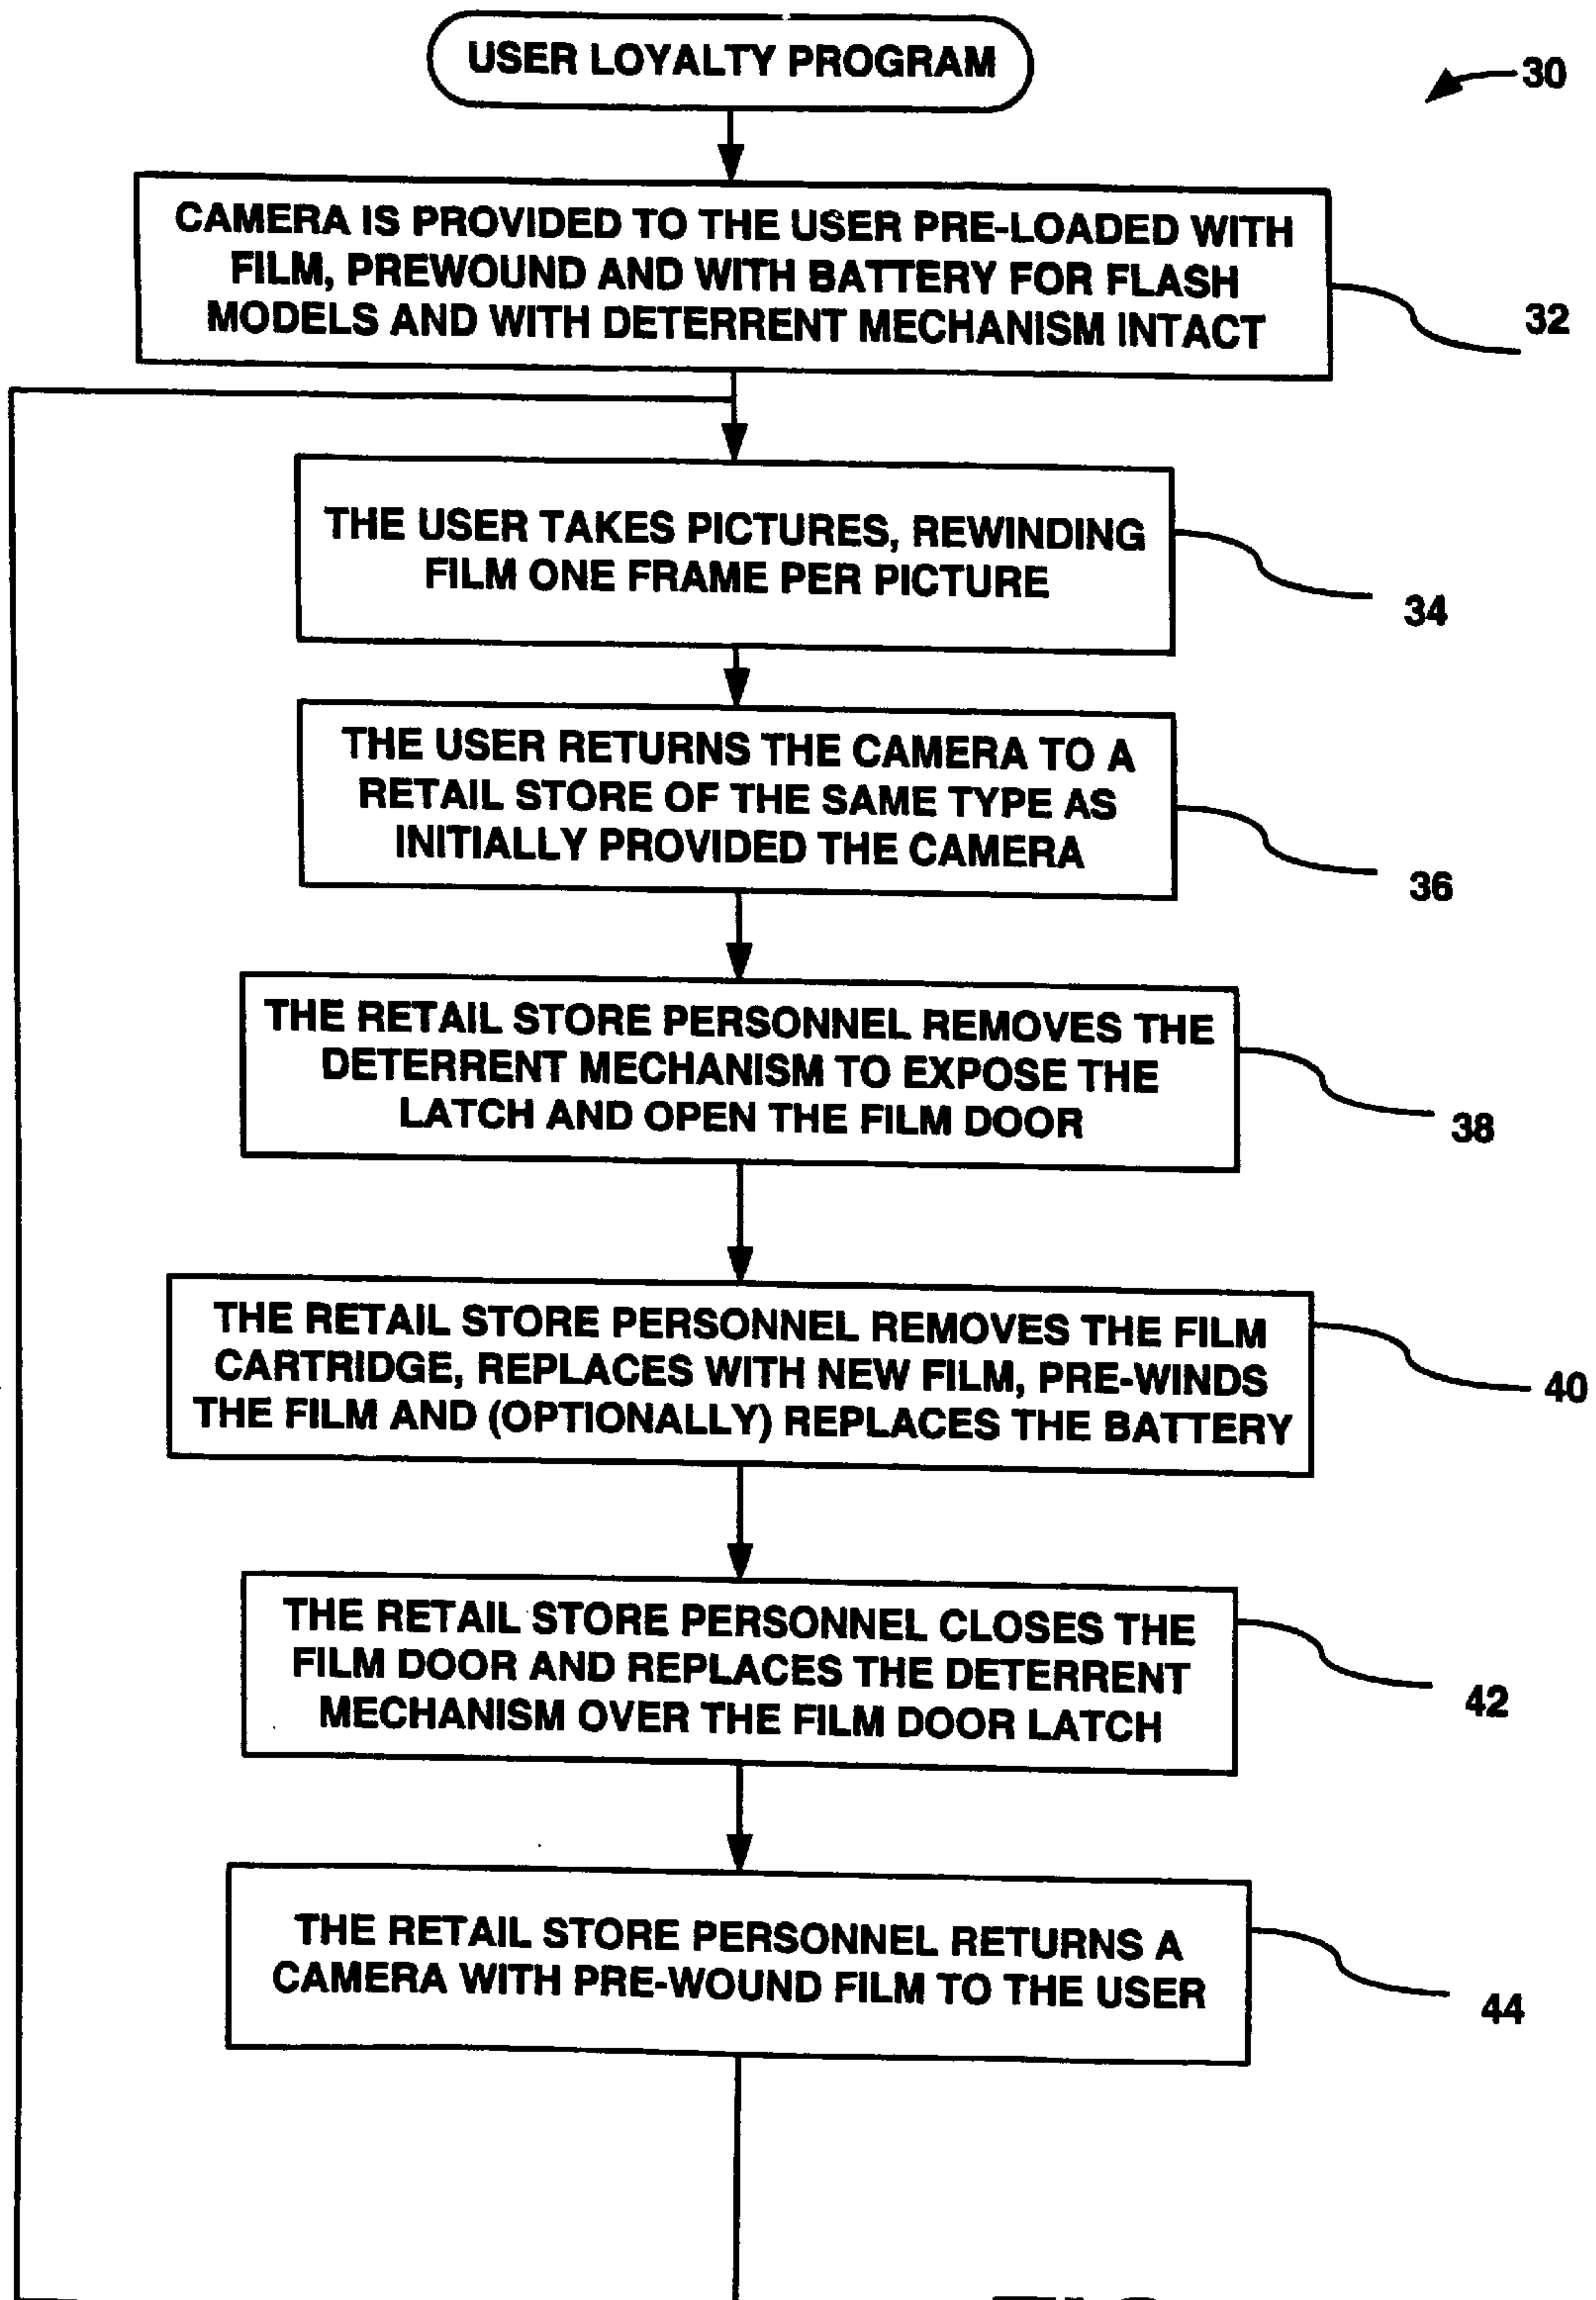 USER LOYALTY PROGRAM
30
CAMERA IS PROVIDED TO THE USER PRE-LOADED WITH
FILM, PREWOUND AND WITH BATTERY FOR FLASH
MODELS AND WITH DETERRENT MECHANISM INTACT
32
THE USER TAKES PICTURES, REWINDING
FILM ONE FRAME PER PICTURE
34
THE USER RETURNS THE CAMERA TO A
RETAIL STORE OF THE SAME TYPE AS
INITIALLY PROVIDED THE CAMERA
36
THE RETAIL STORE PERSONNEL REMOVES THE
DETERRENT MECHANISM TO EXPOSE THE
LATCH AND OPEN THE FILM DOOR
38
THE RETAIL STORE PERSONNEL REMOVES THE FILM
CARTRIDGE, REPLACES WITH NEW FILM, PRE-WINDS
THE FILM AND (OPTIONALLY) REPLACES THE BATTERY
40
THE RETAIL STORE PERSONNEL CLOSES THE
FILM DOOR AND REPLACES THE DETERRENT
MECHANISM OVER THE FILM DOOR LATCH
42
THE RETAIL STORE PERSONNEL RETURNS A
CAMERA WITH PRE-WOUND FILM TO THE USER
44